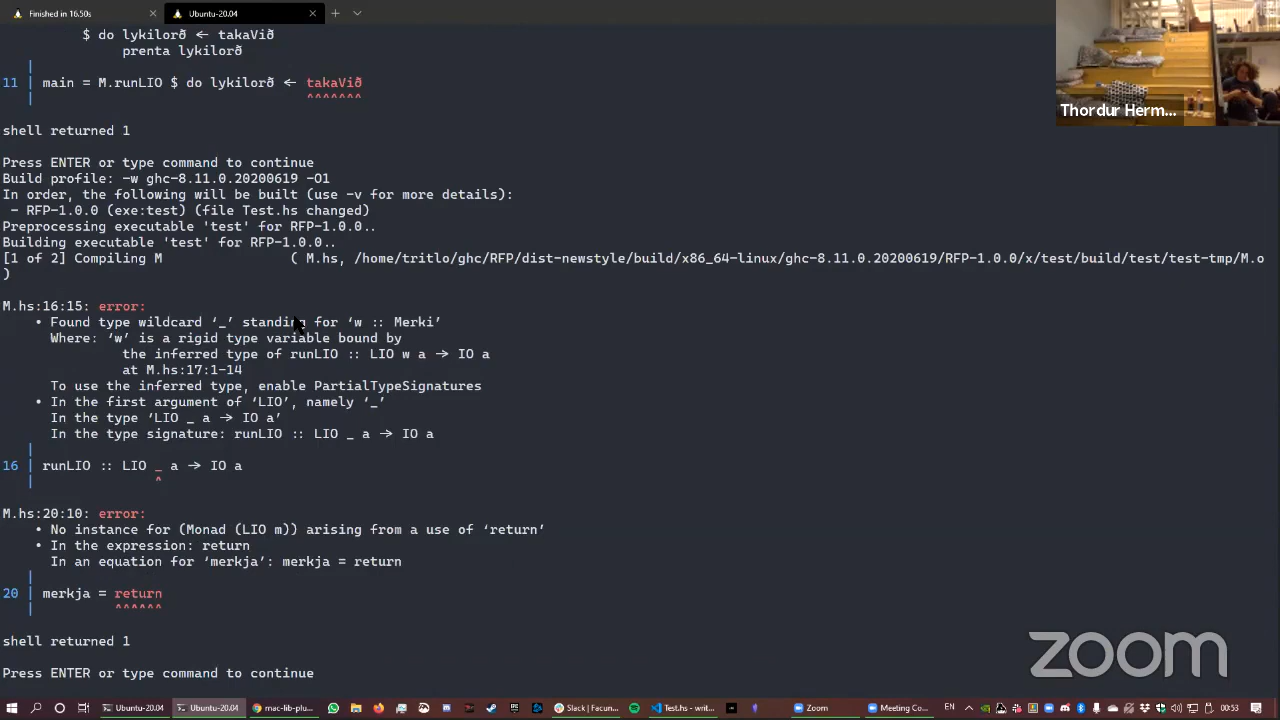 Finished in 16.50s
Ubuntu-20.04
$ do lykilorð ← takaVið
prenta lykilorð
|
11 | main = M.runLIO $ do lykilorð ← takaVið
| ^^^^^^^
shell returned 1
Press ENTER or type command to continue
Build profile: -w ghc-8.11.0.20200619 -O1
In order, the following will be built (use -v for more details):
- RFP-1.0.0 (exe:test) (file Test.hs changed)
Preprocessing executable 'test' for RFP-1.0.0..
Building executable 'test' for RFP-1.0.0..
[1 of 2] Compiling M ( M.hs, /home/tritlo/ghc/RFP/dist-newstyle/build/x86_64-linux/ghc-8.11.0.20200619/RFP-1.0.0/x/test/build/test/test-tmp/M.o
)
M.hs:16:15: error:
• Found type wildcard ‘_’ standing for ‘w :: Merki’
Where: ‘w’ is a rigid type variable bound by
the inferred type of runLIO :: LIO w a → IO a
at M.hs:17:1-14
To use the inferred type, enable PartialTypeSignatures
• In the first argument of ‘LIO’, namely ‘_’
In the type ‘LIO _ a → IO a’
In the type signature: runLIO :: LIO _ a → IO a
|
16 | runLIO :: LIO _ a → IO a
| ^
M.hs:20:10: error:
• No instance for (Monad (LIO m)) arising from a use of ‘return’
• In the expression: return
In an equation for ‘merkja’: merkja = return
|
20 | merkja = return
| ^^^^^^
shell returned 1
Press ENTER or type command to continue
Thordur Herm...
zoom
Ubuntu-20.04
Ubuntu-20.04
mac-lib-plu...
Slack | Facun...
Test.hs - writ...
Zoom
Meeting Co...
EN
00:53